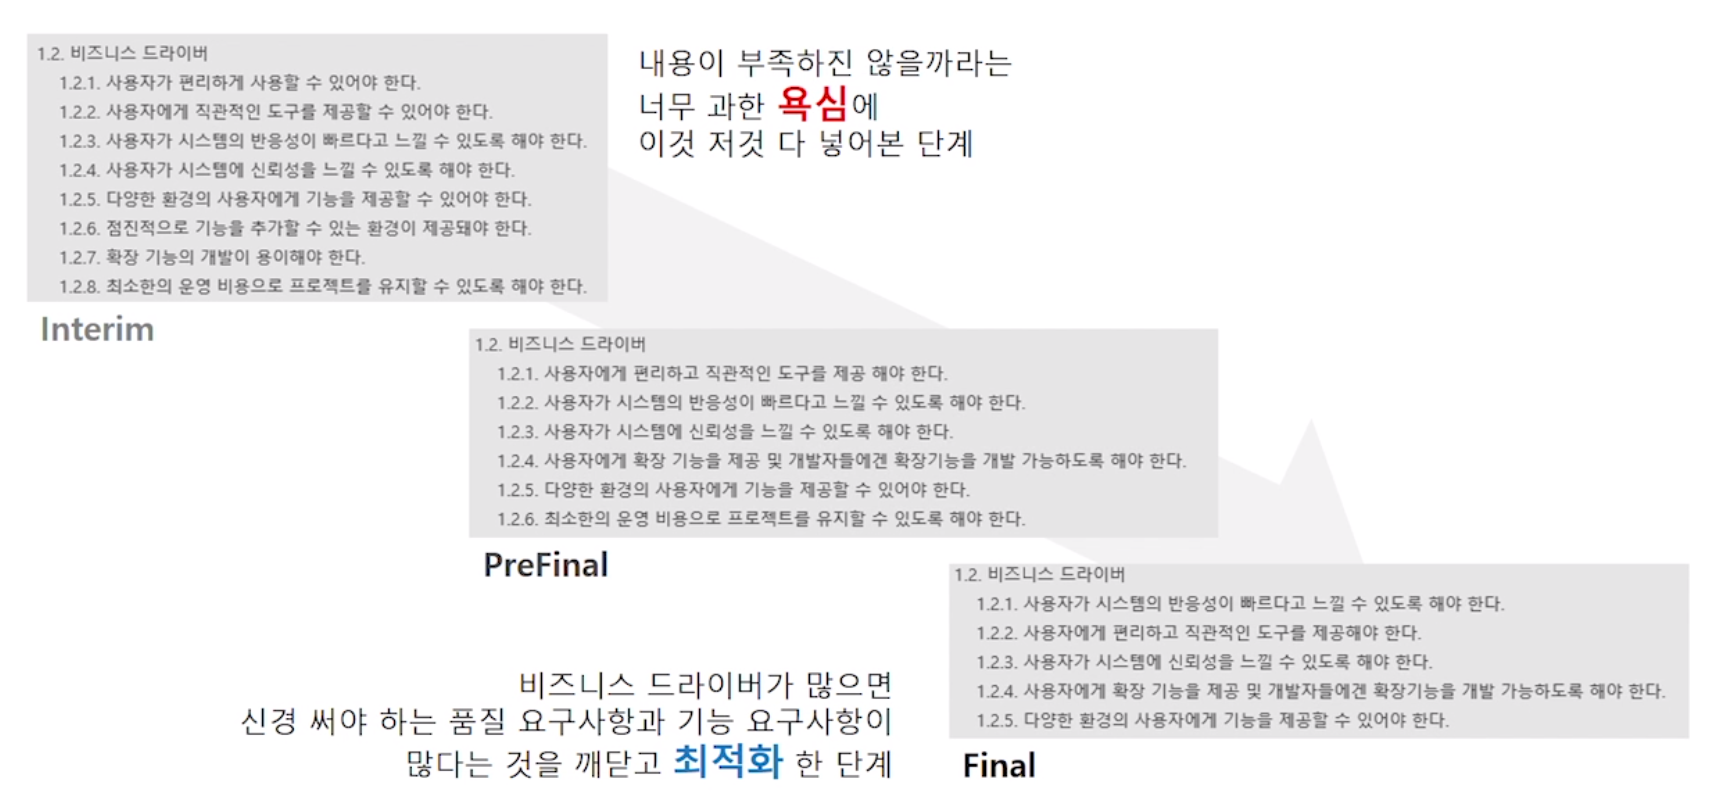 1.2. 비즈니스 드라이버
1.2.1. 사용자가 편리하게 사용할 수 있어야 한다.
1.2.2. 사용자에게 직관적인 도구를 제공할 수 있어야 한다.
1.2.3. 사용자가 시스템의 반응성이 빠르다고 느낄 수 있도록 해야 한다.
1.2.4. 사용자가 시스템에 신뢰성을 느낄 수 있도록 해야 한다.
1.2.5. 다양한 환경의 사용자에게 기능을 제공할 수 있어야 한다.
1.2.6. 점진적으로 기능을 추가할 수 있는 환경이 제공돼야 한다.
1.2.7. 확장 기능의 개발이 용이해야 한다.
1.2.8. 최소한의 운영 비용으로 프로젝트를 유지할 수 있도록 해야 한다.
Interim
내용이 부족하진 않을까라는
너무 과한 욕심에
이것 저것 다 넣어본 단계
1.2. 비즈니스 드라이버
1.2.1. 사용자에게 편리하고 직관적인 도구를 제공 해야 한다.
1.2.2. 사용자가 시스템의 반응성이 빠르다고 느낄 수 있도록 해야 한다.
1.2.3. 사용자가 시스템에 신뢰성을 느낄 수 있도록 해야 한다.
1.2.4. 사용자에게 확장 기능을 제공 및 개발자들에겐 확장기능을 개발 가능하도록 해야 한다.
1.2.5. 다양한 환경의 사용자에게 기능을 제공할 수 있어야 한다.
1.2.6. 최소한의 운영 비용으로 프로젝트를 유지할 수 있도록 해야 한다.
PreFinal
1.2. 비즈니스 드라이버
1.2.1. 사용자가 시스템의 반응성이 빠르다고 느낄 수 있도록 해야 한다.
1.2.2. 사용자에게 편리하고 직관적인 도구를 제공해야 한다.
1.2.3. 사용자가 시스템에 신뢰성을 느낄 수 있도록 해야 한다.
1.2.4. 사용자에게 확장 기능을 제공 및 개발자들에겐 확장기능을 개발 가능하도록 해야 한다.
1.2.5. 다양한 환경의 사용자에게 기능을 제공할 수 있어야 한다.
Final
비즈니스 드라이버가 많으면
신경 써야 하는 품질 요구사항과 기능 요구사항이
많다는 것을 깨닫고 최적화 한 단계